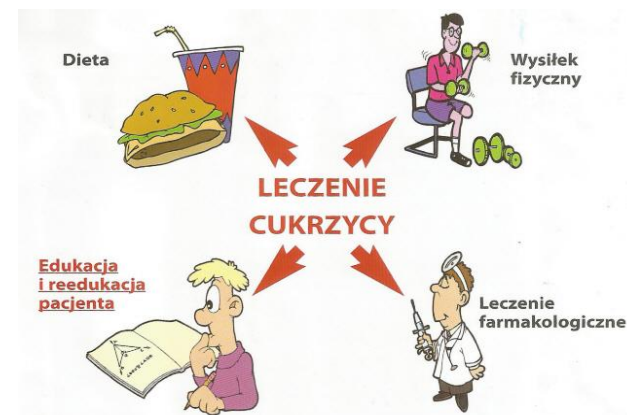 Dieta
Wysiłek
fizyczny
LECZENIE
CUKRZYCY
Edukacja
i reedukacja
pacjenta
Leczenie
farmakologiczne